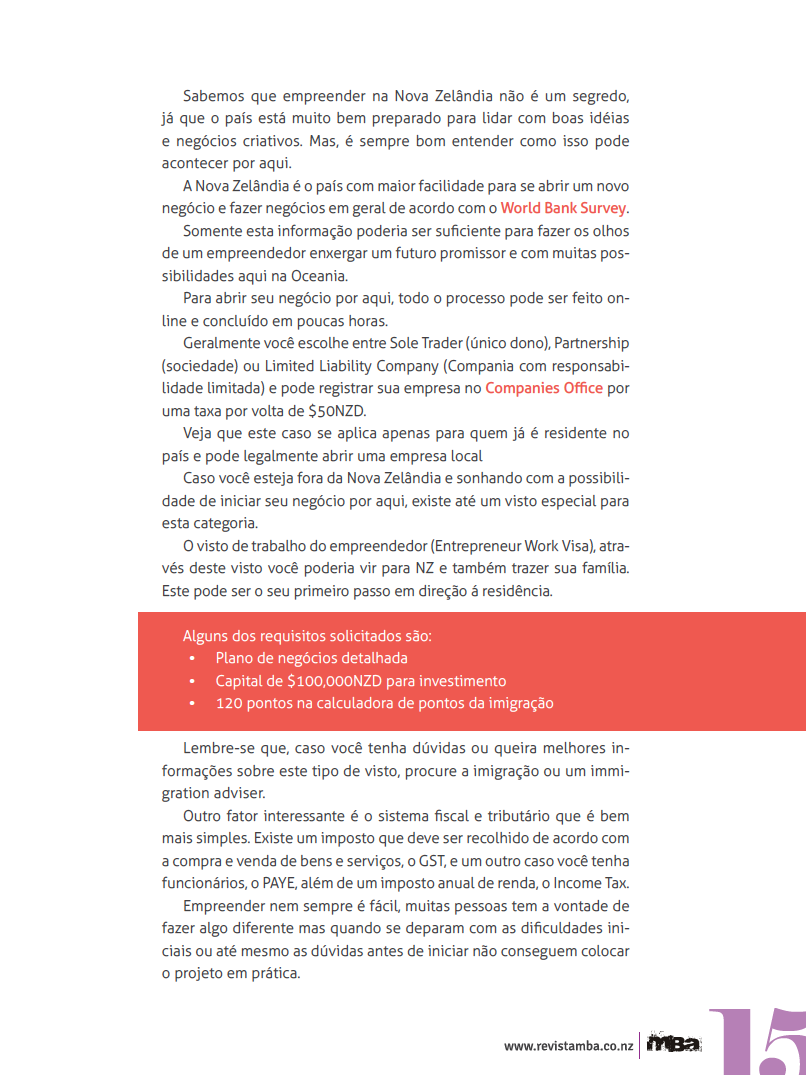 Sabemos que empreender na Nova Zelândia não é um segredo,
já que o país está muito bem preparado para lidar com boas idéias
e negócios criativos. Mas, é sempre bom entender como isso pode
acontecer por aqui.
A Nova Zelândia é o país com maior facilidade para se abrir um novo
negócio e fazer negócios em geral de acordo com o World Bank Survey.
Somente esta informação poderia ser suficiente para fazer os olhos
de um empreendedor enxergar um futuro promissor e com muitas pos-
sibilidades aqui na Oceania.
Para abrir seu negócio por aqui, todo o processo pode ser feito on-
line e concluído em poucas horas.
Geralmente você escolhe entre Sole Trader (único dono), Partnership
(sociedade) ou Limited Liability Company (Compania com responsabi-
lidade limitada) e pode registrar sua empresa no Companies Office por
uma taxa por volta de $50NZD.
Veja que este caso se aplica apenas para quem já é residente no
país e pode legalmente abrir uma empresa local
Caso você esteja fora da Nova Zelândia e sonhando com a possibili-
dade de iniciar seu negócio por aqui, existe até um visto especial para
esta categoria.
O visto de trabalho do empreendedor (Entrepreneur Work Visa), atra-
vés deste visto você poderia vir para NZ e também trazer sua família.
Este pode ser o seu primeiro passo em direção á residência.
Alguns dos requisitos solicitados são:
• Plano de negócios detalhada
• Capital de $100,000NZD para investimento
• 120 pontos na calculadora de pontos da imigração
Lembre-se que, caso você tenha dúvidas ou queira melhores in-
formações sobre este tipo de visto, procure a imigração ou um immi-
gration adviser.
Outro fator interessante é o sistema fiscal e tributário que é bem
mais simples. Existe um imposto que deve ser recolhido de acordo com
a compra e venda de bens e serviços, o GST, e um outro caso você tenha
funcionários, o PAYE, além de um imposto anual de renda, o Income Tax.
Empreender nem sempre é fácil, muitas pessoas tem a vontade de
fazer algo diferente mas quando se deparam com as dificuldades ini-
ciais ou até mesmo as dúvidas antes de iniciar não conseguem colocar
o projeto em prática.
www.revistamba.co.nz | mBa 15